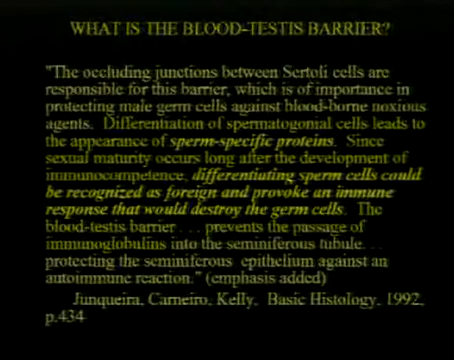 WHAT IS THE BLOOD-TESTIS BARRIER?
"The occluding junctions between Sertoli cells are
responsible for this barrier, which is of importance in
protecting male germ cells against blood-borne noxious
agents. Differentiation of spermatogonial cells leads to
the appearance of sperm-specific proteins. Since
sexual maturity occurs long after the development of
immunocompetence, differentiating sperm cells could
be recognized as foreign and provoke an immune
response that would destroy the germ cells. The
blood-testis barrier . . . prevents the passage of
immunoglobulins into the seminiferous tubule. . .
protecting the seminiferous epithelium against an
autoimmune reaction." (emphasis added)
Junqueira, Carneiro, Kelly, Basic Histology, 1992,
p.434